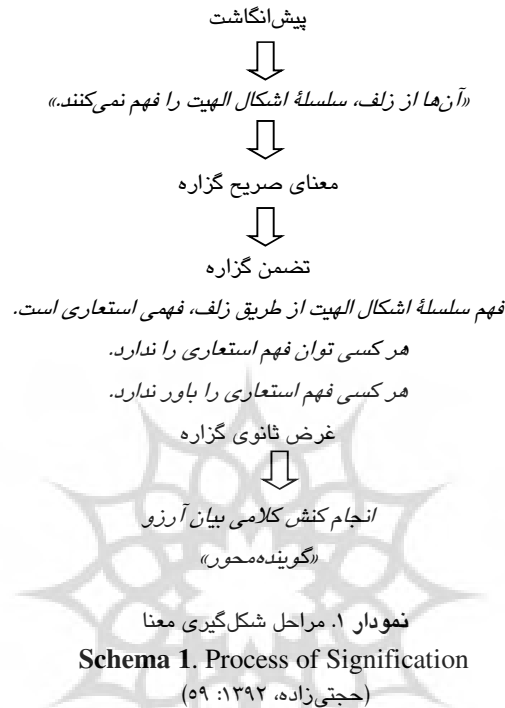 پیش‌انگاشت
«آن‌ها از زلف، سلسلۀ اشکال الهیت را فهم نمی‌کنند.»
معنای صریح گزاره
تضمن گزاره
فهم سلسلۀ اشکال الهیت از طریق زلف، فهمی استعاری است.
هر کسی توان فهم استعاری را ندارد.
هر کسی فهم استعاری را باور ندارد.
غرض ثانوی گزاره
انجام کنش کلامی بیان آرزو
«گوینده‌محور»
نمودار ۱. مراحل شکل‌گیری معنا
Schema 1. Process of Signification
(حجتی‌زاده، ۱۳۹۲: ۵۹)